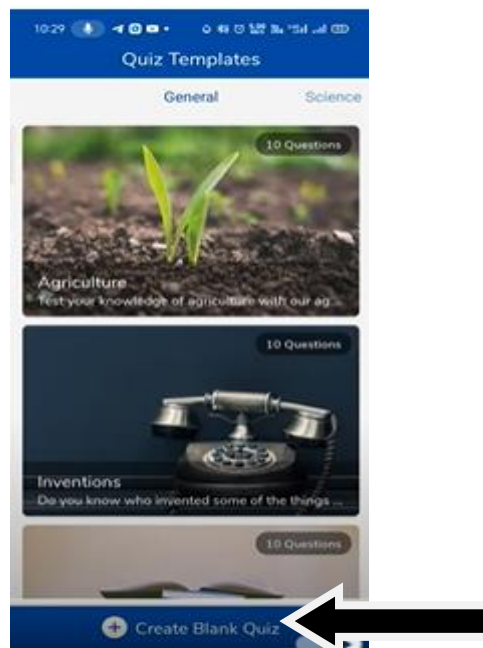 10:29
Quiz Templates
General Science
10 Questions
Agriculture
Test your knowledge of agriculture with our ag...
10 Questions
Inventions
Do you know who invented some of the things ...
10 Questions
Create Blank Quiz